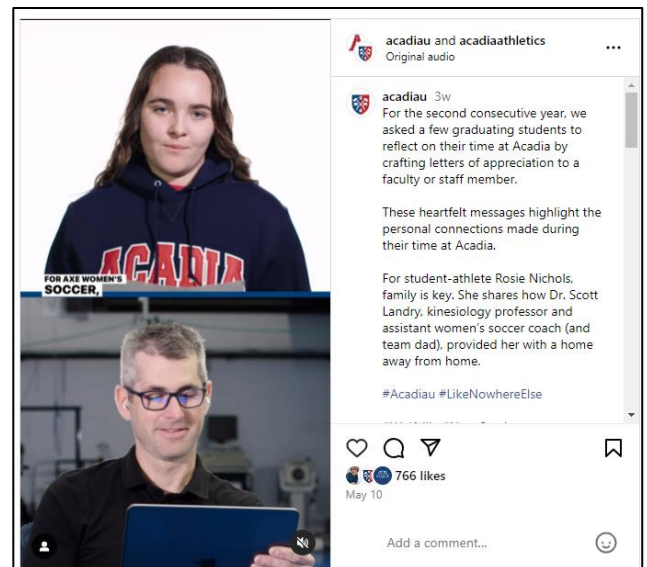 ACADIA
FOR AXE WOMEN'S
SOCCER,
acadiau and acadiaathletics
Original audio
acadiau 3w
For the second consecutive year, we
asked a few graduating students to
reflect on their time at Acadia by
crafting letters of appreciation to a
faculty or staff member.
These heartfelt messages highlight the
personal connections made during
their time at Acadia.
For student-athlete Rosie Nichols,
family is key. She shares how Dr. Scott
Landry, kinesiology professor and
assistant women's soccer coach (and
team dad), provided her with a home
away from home.
#Acadiau #LikeNowhereElse
766 likes
May 10
Add a comment...